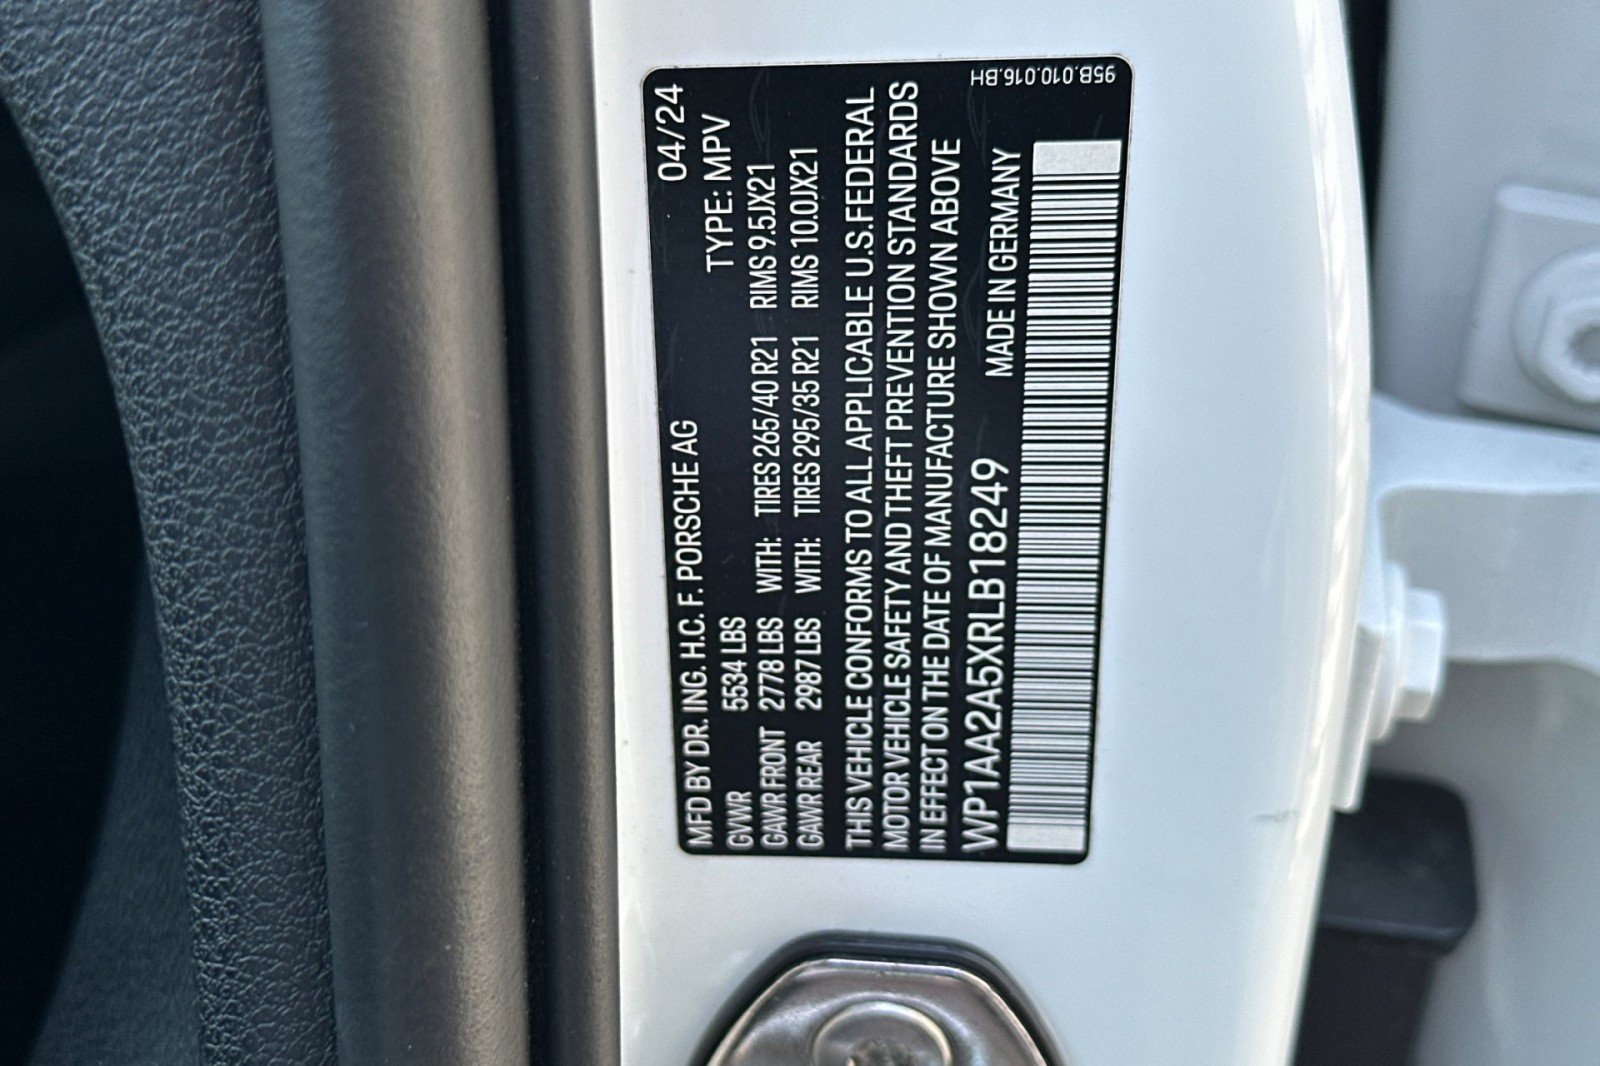 MFD BY DR. ING. H.C. F. PORSCHE AG 04/24
GVWR 5534 LBS TYPE: MPV
GAWR FRONT 2778 LBS WITH: TIRES 265/40 R21 RIMS 9.5JX21
GAWR REAR 2987 LBS WITH: TIRES 295/35 R21 RIMS 10.0JX21
THIS VEHICLE CONFORMS TO ALL APPLICABLE U.S. FEDERAL
MOTOR VEHICLE SAFETY AND THEFT PREVENTION STANDARDS
IN EFFECT ON THE DATE OF MANUFACTURE SHOWN ABOVE
WP1AA2A5XRLB18249 MADE IN GERMANY
95B.010.016.BH